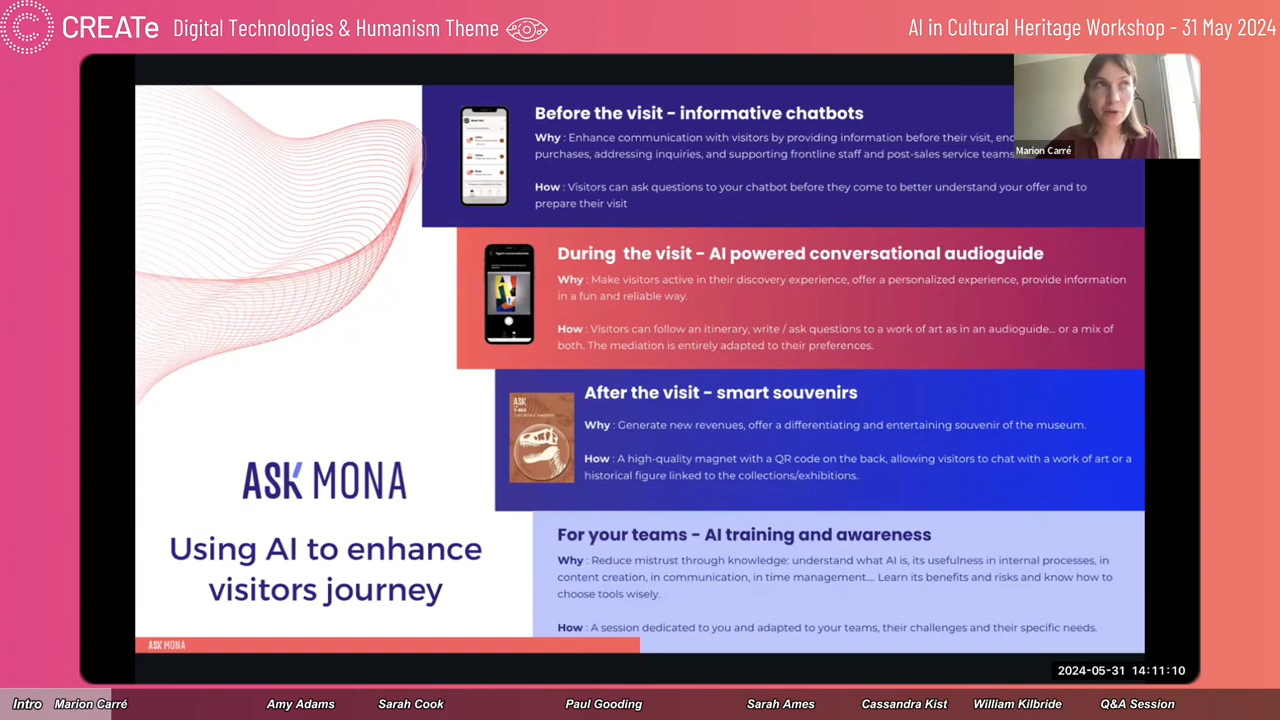 CREATe Digital Technologies & Humanism Theme
AI in Cultural Heritage Workshop - 31 May 2024
Marion Carré
Before the visit - informative chatbots
Why : Enhance communication with visitors by providing information before their visit,
purchases, addressing inquiries, and supporting frontline staff and post-sales service teams
How : Visitors can ask questions to your chatbot before they come to better understand your offer and to
prepare their visit
During the visit - AI powered conversational audioguide
Why : Make visitors active in their discovery experience, offer a personalized experience, provide information
in a fun and reliable way.
How : Visitors can follow an itinerary, write / ask questions to a work of art as in an audioguide... or a mix of
both. The mediation is entirely adapted to their preferences.
ASK
After the visit - smart souvenirs
Why : Generate new revenues, offer a differentiating and entertaining souvenir of the museum.
How : A high-quality magnet with a QR code on the back, allowing visitors to chat with a work of art or a
historical figure linked to the collections/exhibitions.
ASK MONA
Using AI to enhance
visitors journey
For your teams - AI training and awareness
Why : Reduce mistrust through knowledge: understand what AI is, its usefulness in internal processes, in
content creation, in communication, in time management.... Learn its benefits and risks and know how to
choose tools wisely.
How : A session dedicated to you and adapted to your teams, their challenges and their specific needs.
ASK MONA
2024-05-31 14:11:10
Intro Marion Carré Amy Adams Sarah Cook Paul Gooding Sarah Ames Cassandra Kist William Kilbride Q&A Session